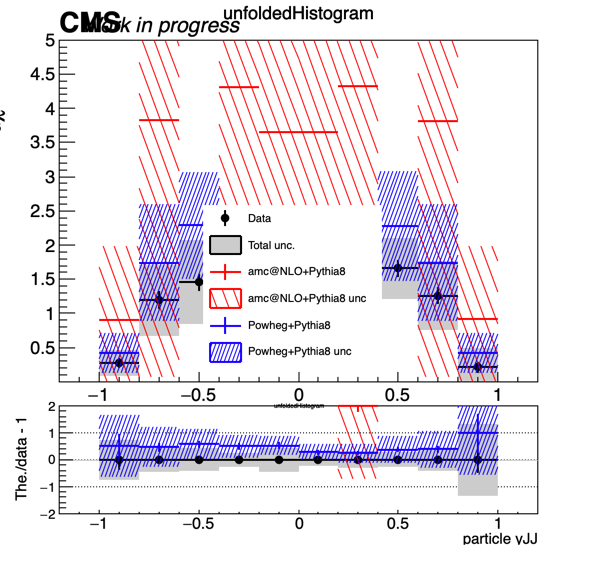 unfoldedHistogram
CMS Work in progress
5
4.5
4
3.5
3
2.5
2
1.5
1
0.5
Data
Total unc.
amc@NLO+Pythia8
amc@NLO+Pythia8 unc
Powheg+Pythia8
Powheg+Pythia8 unc
−1 −0.5 0 0.5 1
unfoldedHistogram
The./data - 1
2
1
0
−1
−2
−1 −0.5 0 0.5 1
particle yJJ